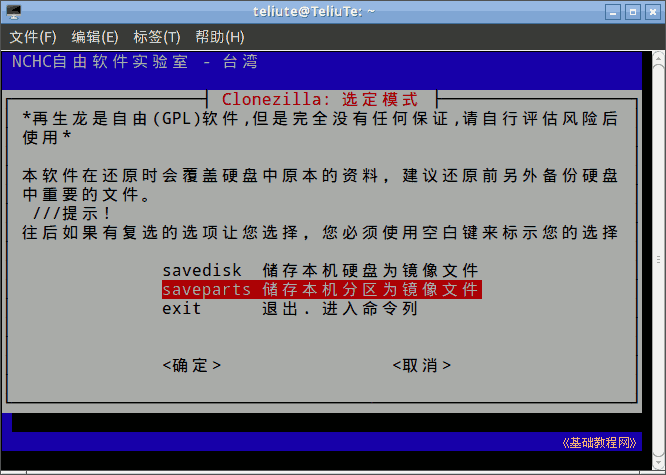 teliute@TeliuTe: ~
文件(F) 编辑(E) 标签(T) 帮助(H)
NCHC自由软件实验室 - 台湾
Clonezilla: 选定模式
*再生龙是自由(GPL)软件,但是完全没有任何保证,请自行评估风险后
使用*
本软件在还原时会覆盖硬盘中原本的资料, 建议还原前另外备份硬盘
中重要的文件。
///提示!
往后如果有复选的选项让您选择, 您必须使用空白键来标示您的选择
savedisk 储存本机硬盘为镜像文件
saveparts 储存本机分区为镜像文件
exit 退出. 进入命令列
<确定> <取消>
《基础教程网》